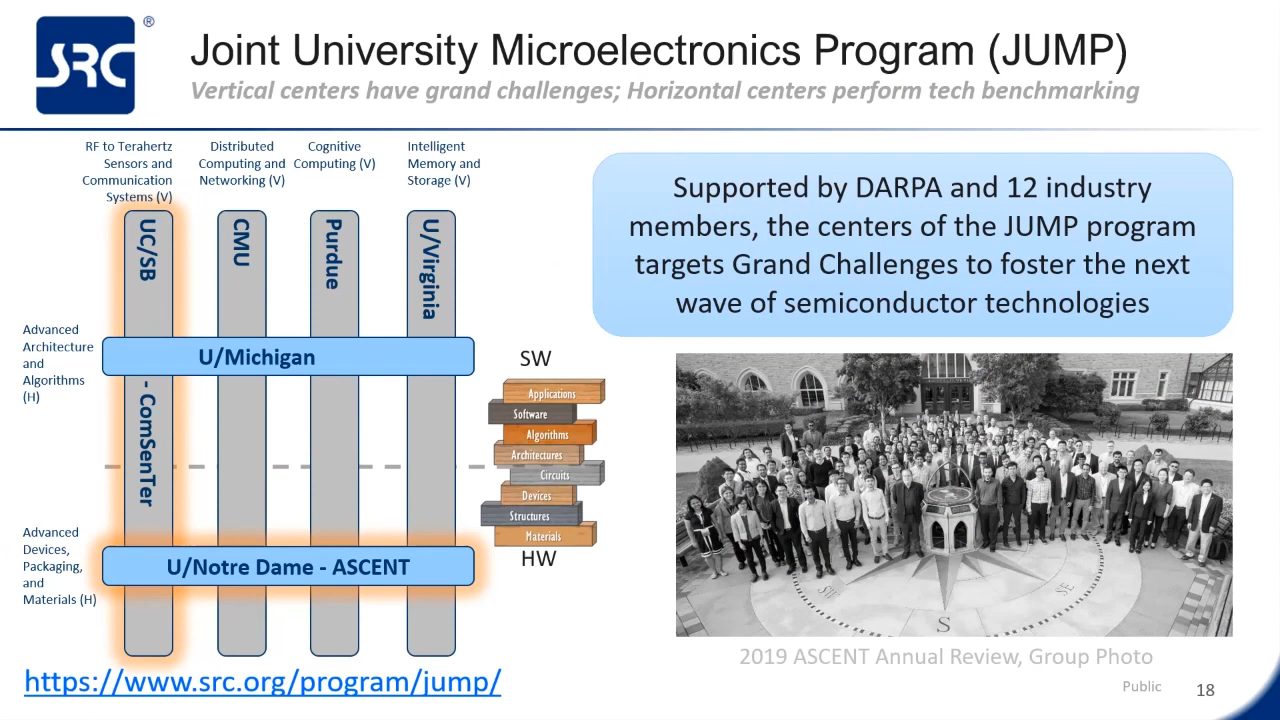 SRC
®
Joint University Microelectronics Program (JUMP)
Vertical centers have grand challenges; Horizontal centers perform tech benchmarking
RF to Terahertz
Sensors and
Communication
Systems (V)
Distributed
Computing and
Networking (V)
Cognitive
Computing (V)
Intelligent
Memory and
Storage (V)
UC/SB
- ComSenTer
CMU
Purdue
U/Virginia
Advanced
Architecture
and
Algorithms
(H)
U/Michigan
Advanced
Devices,
Packaging,
and
Materials (H)
U/Notre Dame - ASCENT
SW
Applications
Software
Algorithms
Architectures
Circuits
Devices
Structures
Materials
HW
Supported by DARPA and 12 industry
members, the centers of the JUMP program
targets Grand Challenges to foster the next
wave of semiconductor technologies
SW
SE
S
2019 ASCENT Annual Review, Group Photo
https://www.src.org/program/jump/
Public
18